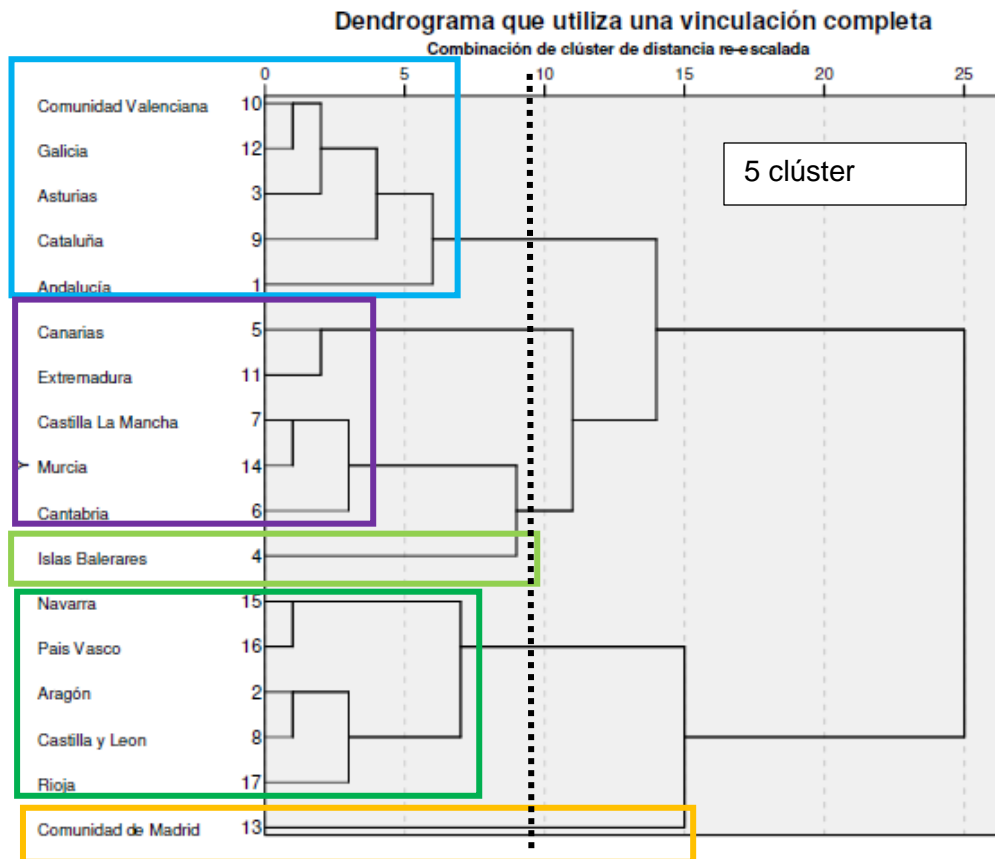 Dendrograma que utiliza una vinculación completa
Combinación de clúster de distancia re-escalada
0 5 10 15 20 25
5 clúster
Comunidad Valenciana 10
Galicia 12
Asturias 3
Cataluña 9
Andalucía 1
Canarias 5
Extremadura 11
Castilla La Mancha 7
Y
Murcia 14
Cantabria 6
Islas Balerares 4
Navarra 15
Pais Vasco 16
Aragón 2
Castilla y Leon 8
Rioja 17
Comunidad de Madrid 13